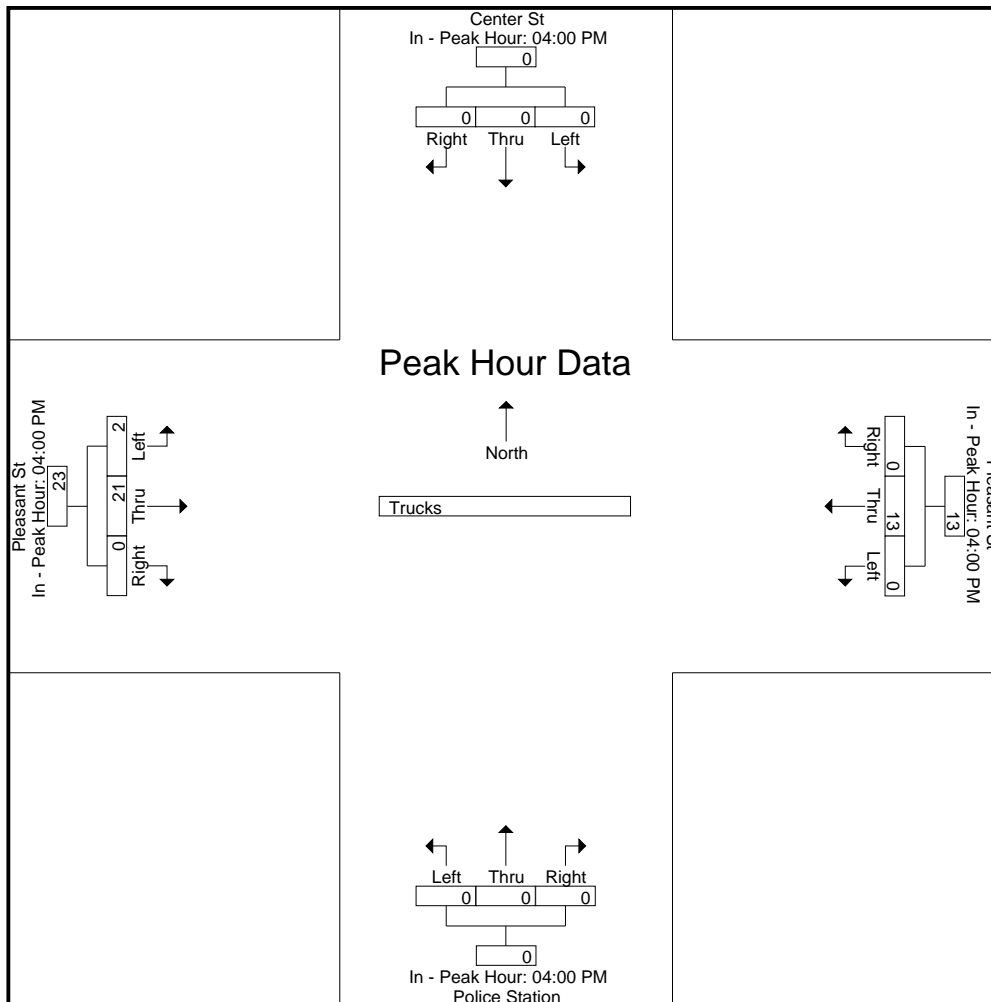 Center St
In - Peak Hour: 04:00 PM
0
0 0 0
Right Thru Left
Peak Hour Data
North
Trucks
Pleasant St
In - Peak Hour: 04:00 PM
23
2 21 0
Left Thru Right
Pleasant St
In - Peak Hour: 04:00 PM
13
0 13 0
Right Thru Left
Left Thru Right
0 0 0
0
In - Peak Hour: 04:00 PM
Police Station